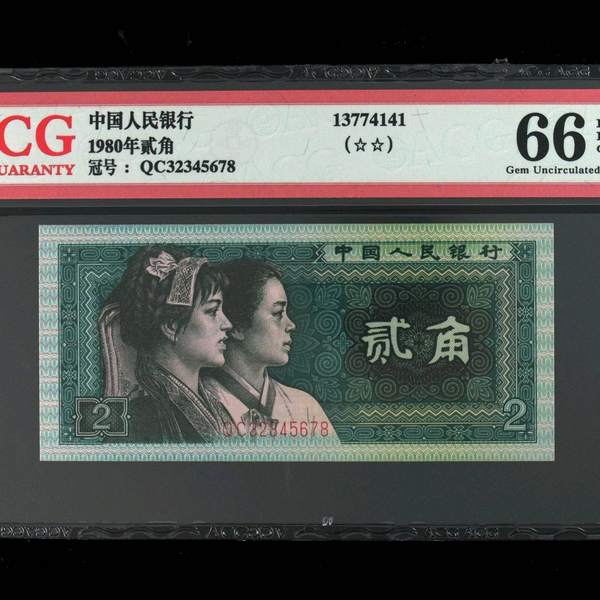 CG
UARANTY
中国人民银行
1980年贰角
冠号：QC32345678
13774141
(☆☆)
66
Gem Uncirculated
中国人民银行
贰角
2
QC32345678
2